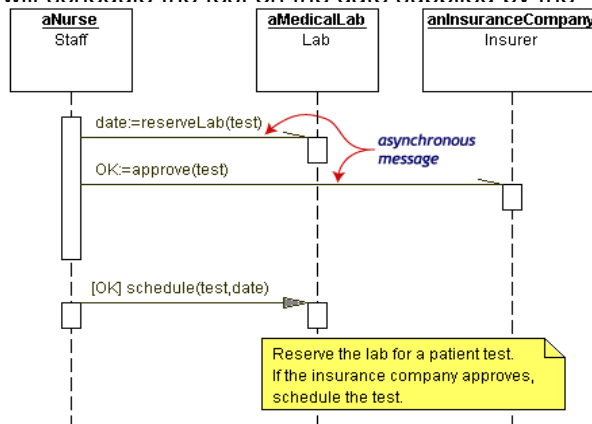 aNurse
Staff
aMedicalLab
Lab
anInsuranceCompany
Insurer
date:=reserveLab(test)
asynchronous
message
OK:=approve(test)
[OK] schedule(test,date)
Reserve the lab for a patient test.
If the insurance company approves,
schedule the test.